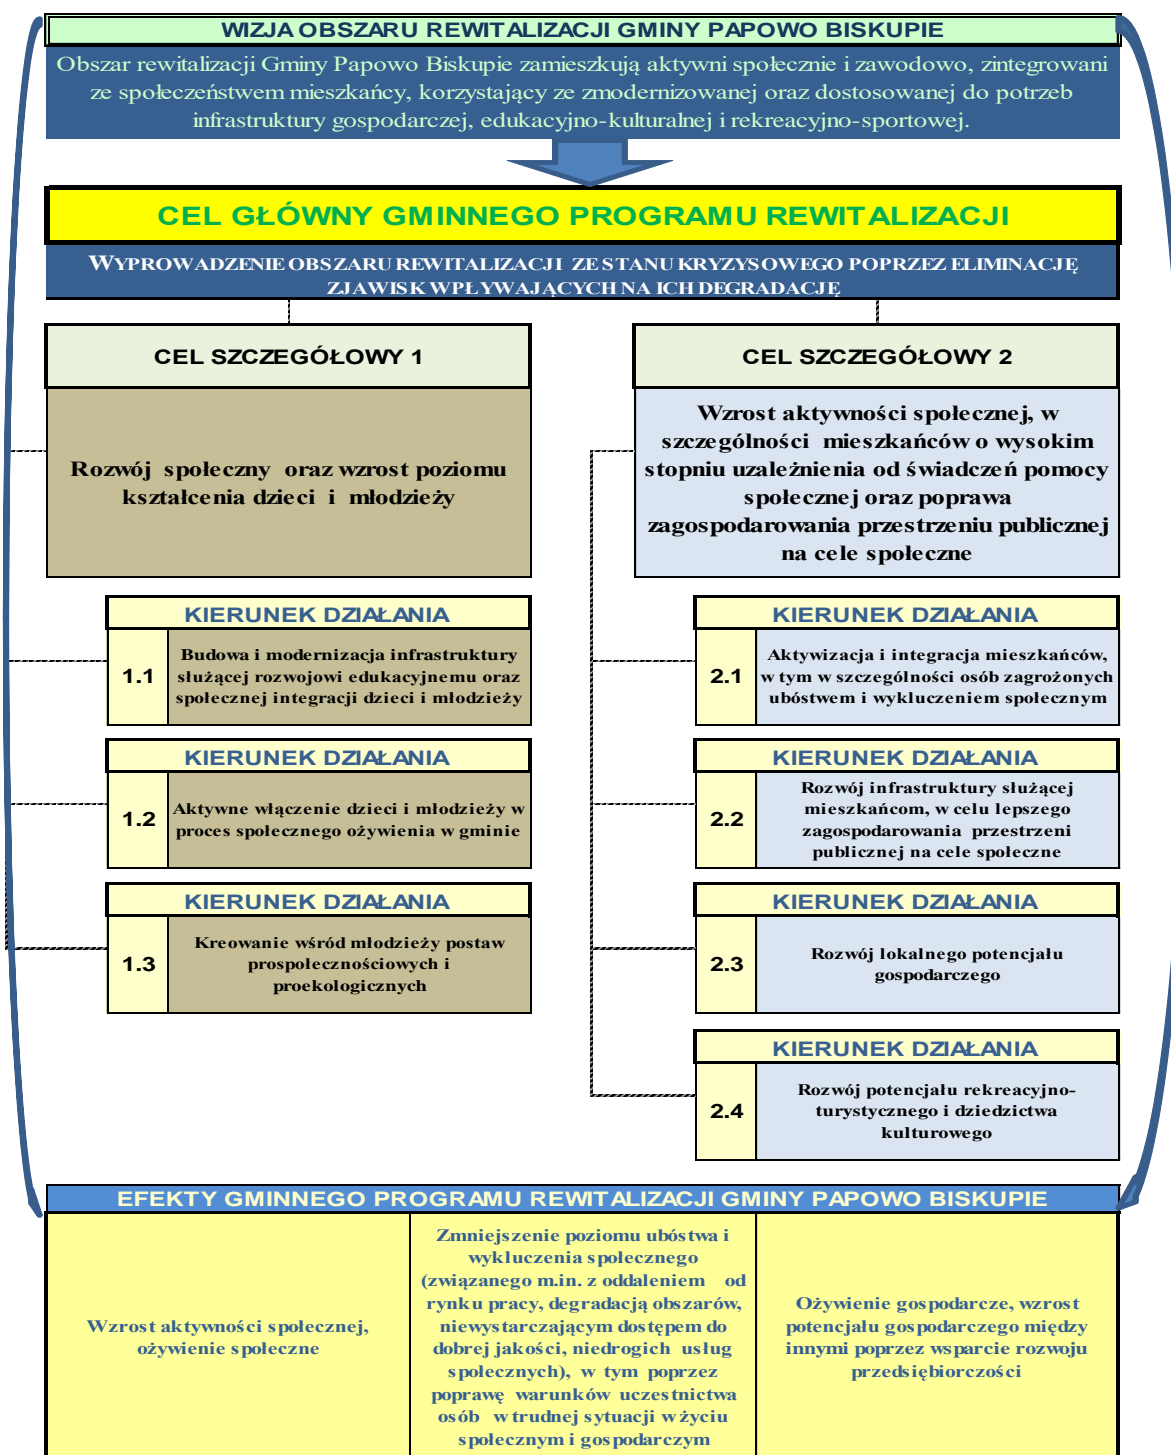 WIZJA OBSZARU REWITALIZACJI GMINY PAPOWO BISKUPIE
Obszar rewitalizacji Gminy Papowo Biskupie zamieszkują aktywni społecznie i zawodowo, zintegrowani
ze społeczeństwem mieszkańcy, korzystający ze zmodernizowanej oraz dostosowanej do potrzeb
infrastruktury gospodarczej, edukacyjno-kulturalnej i rekreacyjno-sportowej.
CEL GŁÓWNY GMINNEGO PROGRAMU REWITALIZACJI
WYPROWADZENIE OBSZARU REWITALIZACJI ZE STANU KRYZYSOWEGO POPRZEZ ELIMINACJĘ
ZJAWISK WPŁYWAJĄCYCH NA ICH DEGRADACJĘ
CEL SZCZEGÓŁOWY 1
Rozwój społeczny oraz wzrost poziomu
kształcenia dzieci i młodzieży
KIERUNEK DZIAŁANIA
1.1
Budowa i modernizacja infrastruktury
służącej rozwojowi edukacyjnemu oraz
społecznej integracji dzieci i młodzieży
KIERUNEK DZIAŁANIA
1.2
Aktywne włączenie dzieci i młodzieży w
proces społecznego ożywienia w gminie
KIERUNEK DZIAŁANIA
1.3
Kreowanie wśród młodzieży postaw
prospołecznościowych i
proekologicznych
CEL SZCZEGÓŁOWY 2
Wzrost aktywności społecznej, w
szczególności mieszkańców o wysokim
stopniu uzależnienia od świadczeń pomocy
społecznej oraz poprawa
zagospodarowania przestrzeniu publicznej
na cele społeczne
KIERUNEK DZIAŁANIA
2.1
Aktywizacja i integracja mieszkańców,
w tym w szczególności osób zagrożonych
ubóstwem i wykluczeniem społecznym
KIERUNEK DZIAŁANIA
2.2
Rozwój infrastruktury służącej
mieszkańcom, w celu lepszego
zagospodarowania przestrzeni
publicznej na cele społeczne
KIERUNEK DZIAŁANIA
2.3
Rozwój lokalnego potencjału
gospodarczego
KIERUNEK DZIAŁANIA
2.4
Rozwój potencjału rekreacyjno-
turystycznego i dziedzictwa
kulturowego
EFEKTY GMINNEGO PROGRAMU REWITALIZACJI GMINY PAPOWO BISKUPIE
Wzrost aktywności społecznej,
ożywienie społeczne
Zmniejszenie poziomu ubóstwa i
wykluczenia społecznego
(związanego m.in. z oddaleniem od
rynku pracy, degradacją obszarów,
niewystarczającym dostępem do
dobrej jakości, niedrogich usług
społecznych), w tym poprzez
poprawę warunków uczestnictwa
osób w trudnej sytuacji w życiu
społecznym i gospodarczym
Ożywienie gospodarcze, wzrost
potencjału gospodarczego między
innymi poprzez wsparcie rozwoju
przedsiębiorczości